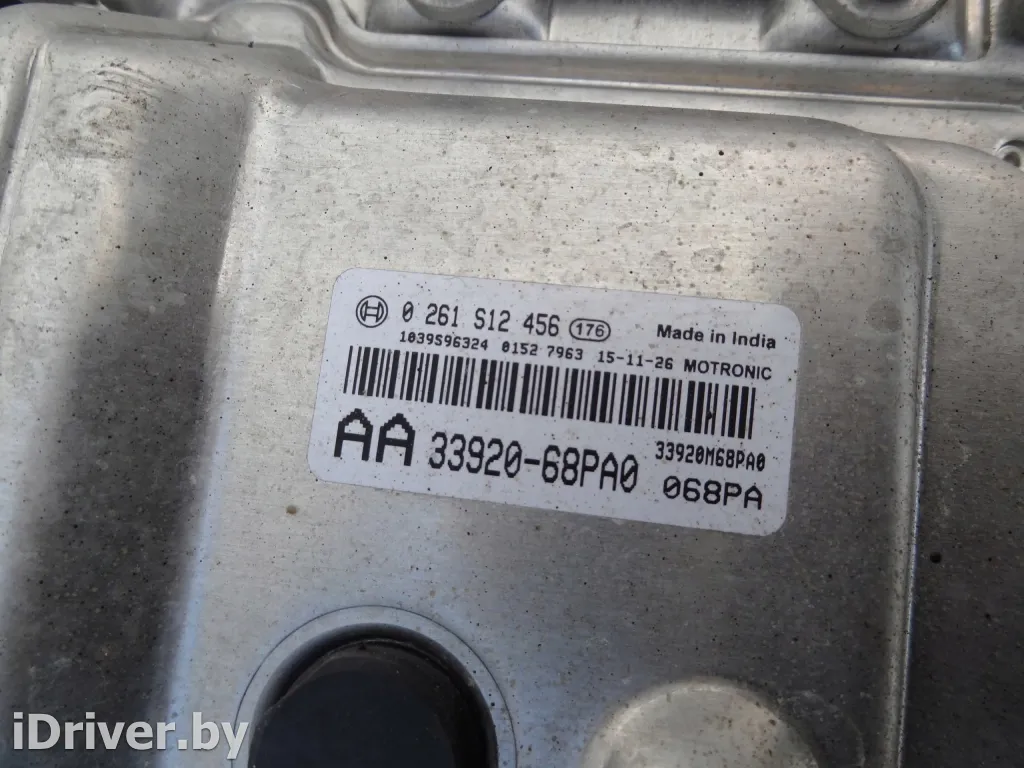 0 261 S12 456 176 Made in India
1039S96324 0152 7963 15-11-26 MOTRONIC
AA 33920-68PA0 33920M68PA0
068PA
iDriver.by